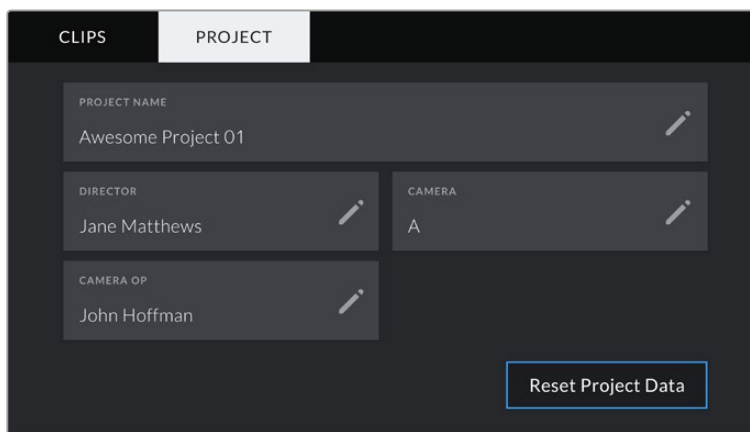 CLIPS PROJECT
PROJECT NAME
Awesome Project 01
DIRECTOR
Jane Matthews
CAMERA
A
CAMERA OP
John Hoffman
Reset Project Data